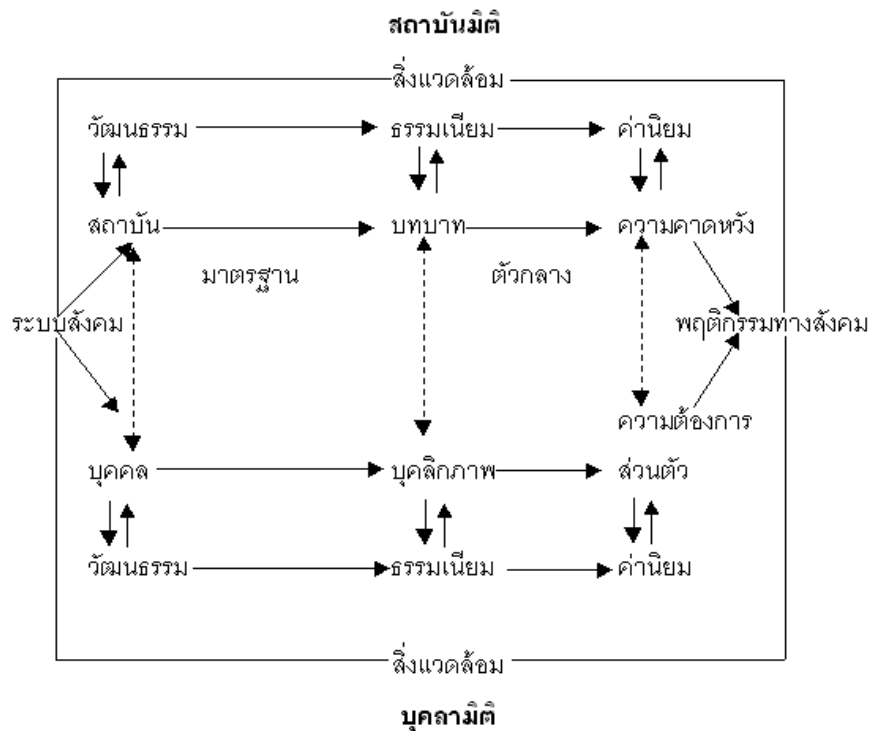 สถาบันมิติ
สิ่งแวดล้อม
วัฒนธรรม ธรรมเนียม ค่านิยม
สถาบัน บทบาท ความคาดหวัง
มาตรฐาน ตัวกลาง
ระบบสังคม พฤติกรรมทางสังคม
ความต้องการ
บุคคล บุคลิกภาพ ส่วนตัว
วัฒนธรรม ธรรมเนียม ค่านิยม
สิ่งแวดล้อม
บุคลามิติ